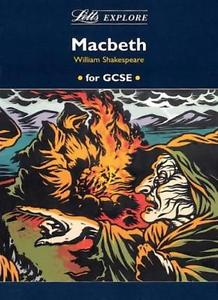 Letts EXPLORE
Macbeth
William Shakespeare
• for GCSE •